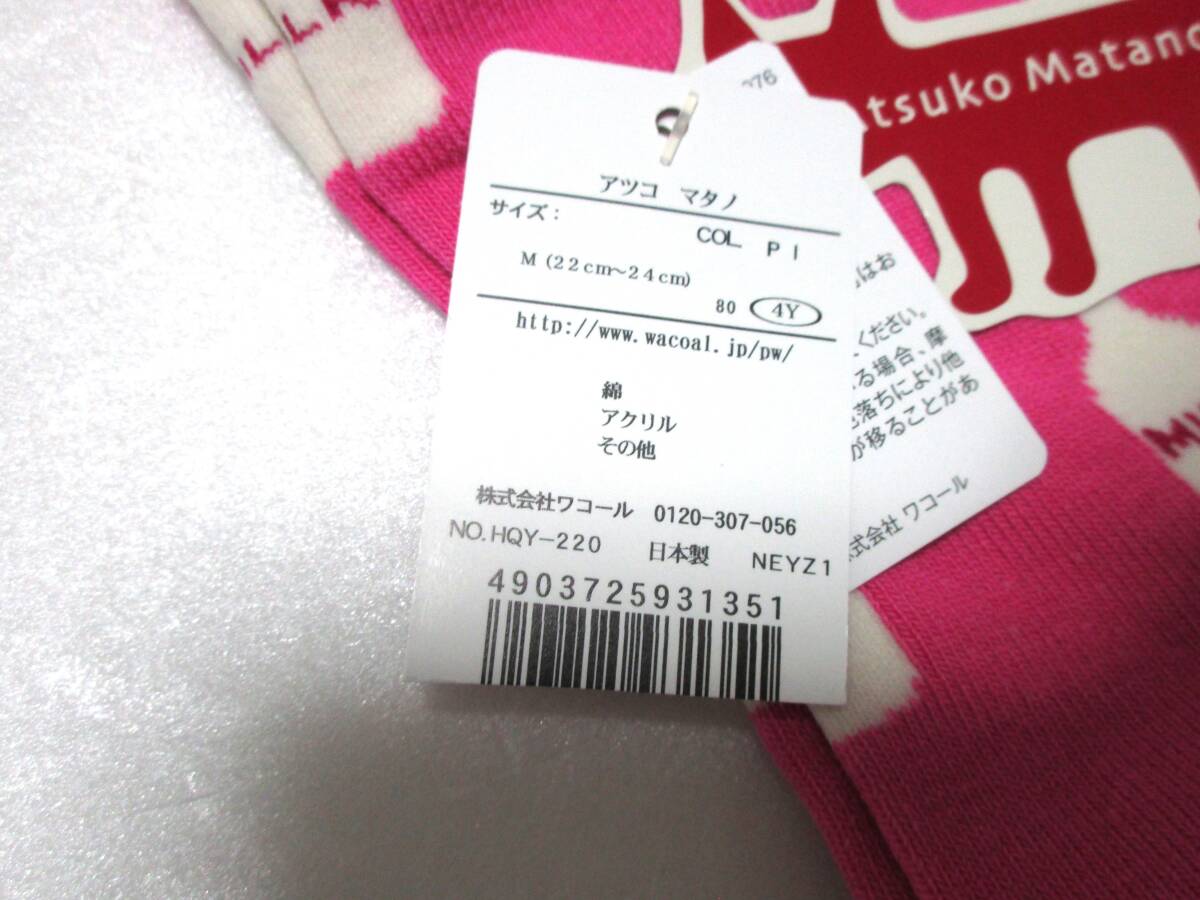 アツコ マタノ
サイズ：
COL PI
M (22cm～24cm)
80 4Y
http://www.wacoal.jp/pw/
綿
アクリル
その他
株式会社ワコール 0120-307-056
NO.HQY-220 日本製 NEYZ1
4903725931351
076
tsuko Matano
はお
ください。
る場合、摩
落ちにより他
が移ることがあ
式会社 ワコール